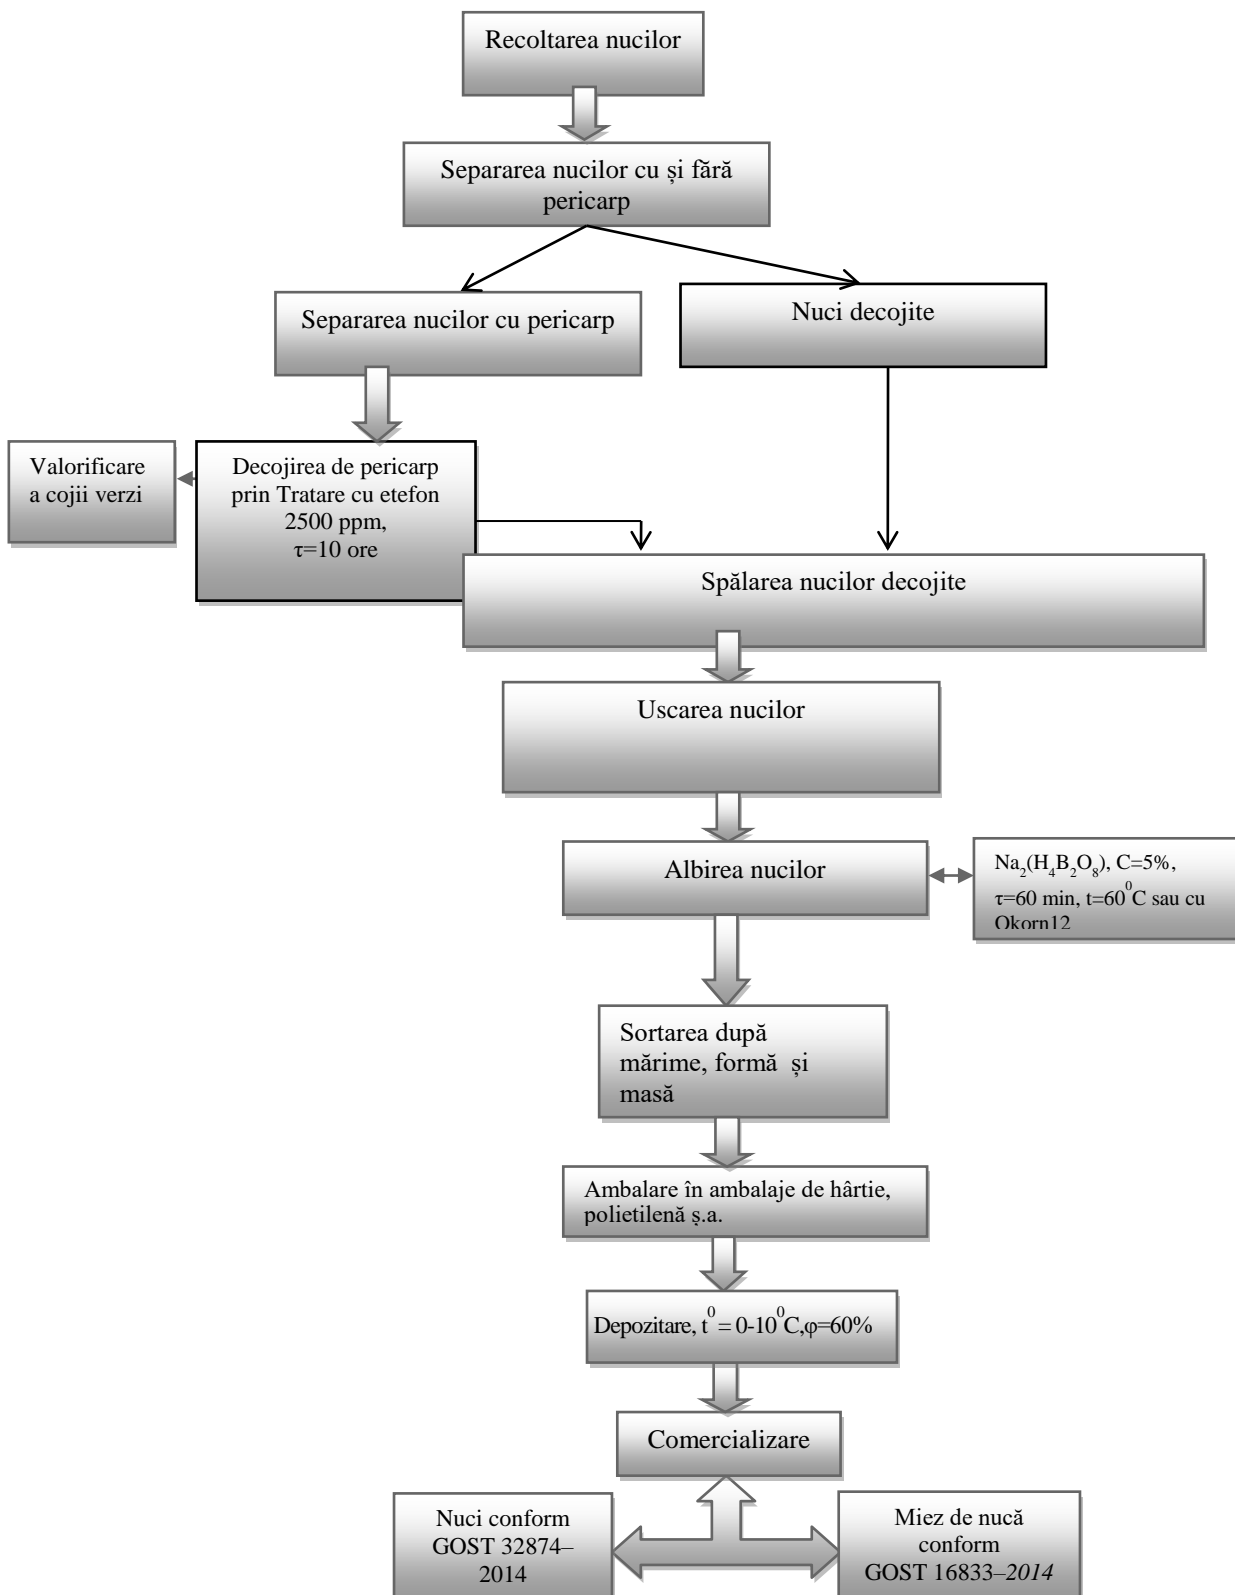 Recoltarea nucilor
Separarea nucilor cu și fără
pericarp
Separarea nucilor cu pericarp
Nuci decojite
Valorificare
a cojii verzi
Decojirea de pericarp
prin Tratare cu etefon
2500 ppm,
τ=10 ore
Spălarea nucilor decojite
Uscarea nucilor
Albirea nucilor
Na₂(H₄B₂O₈), C=5%,
τ=60 min, t=60⁰C sau cu
Okorn12
Sortarea după
mărime, formă și
masă
Ambalare în ambalaje de hârtie,
polietilenă ș.a.
Depozitare, t⁰ = 0-10⁰C,φ=60%
Comercializare
Nuci conform
GOST 32874–
2014
Miez de nucă
conform
GOST 16833–2014